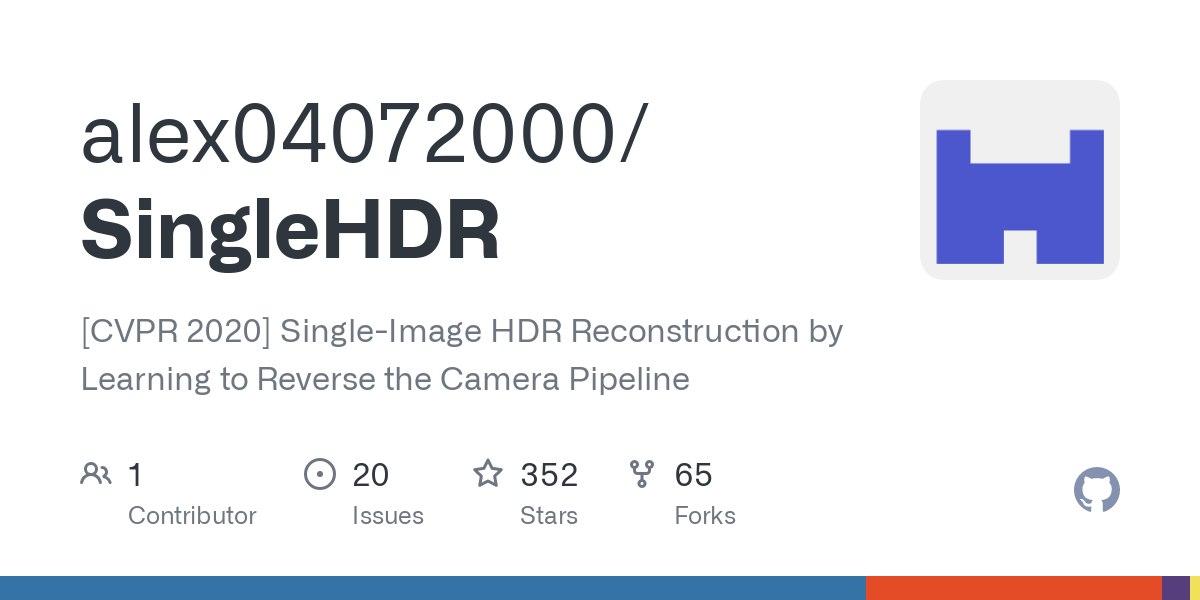 alex04072000/
SingleHDR
[CVPR 2020] Single-Image HDR Reconstruction by
Learning to Reverse the Camera Pipeline
1 20 352 65
Contributor Issues Stars Forks